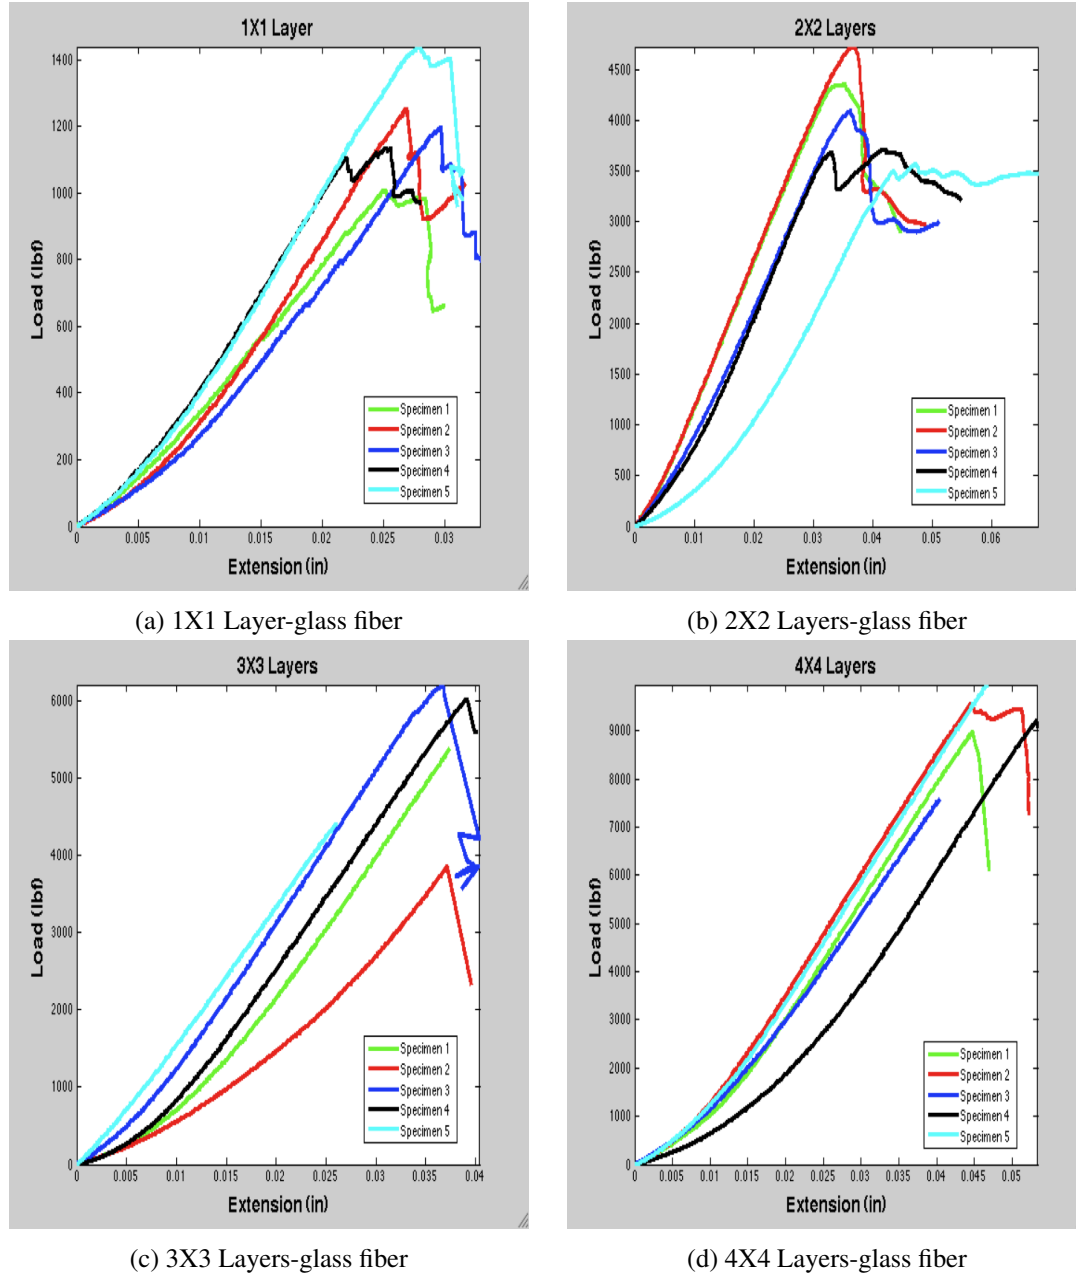 1X1 Layer
1400
1200
1000
800
600
400
200
0
0 0.005 0.01 0.015 0.02 0.025 0.03
Load (lbf)
Extension (in)
Specimen 1
Specimen 2
Specimen 3
Specimen 4
Specimen 5
(a) 1X1 Layer-glass fiber
2X2 Layers
4500
4000
3500
3000
2500
2000
1500
1000
500
0
0 0.01 0.02 0.03 0.04 0.05 0.06
Load (lbf)
Extension (in)
Specimen 1
Specimen 2
Specimen 3
Specimen 4
Specimen 5
(b) 2X2 Layers-glass fiber
3X3 Layers
6000
5000
4000
3000
2000
1000
0
0 0.005 0.01 0.015 0.02 0.025 0.03 0.035 0.04
Load (lbf)
Extension (in)
Specimen 1
Specimen 2
Specimen 3
Specimen 4
Specimen 5
(c) 3X3 Layers-glass fiber
4X4 Layers
9000
8000
7000
6000
5000
4000
3000
2000
1000
0
0 0.005 0.01 0.015 0.02 0.025 0.03 0.035 0.04 0.045 0.05
Load (lbf)
Extension (in)
Specimen 1
Specimen 2
Specimen 3
Specimen 4
Specimen 5
(d) 4X4 Layers-glass fiber